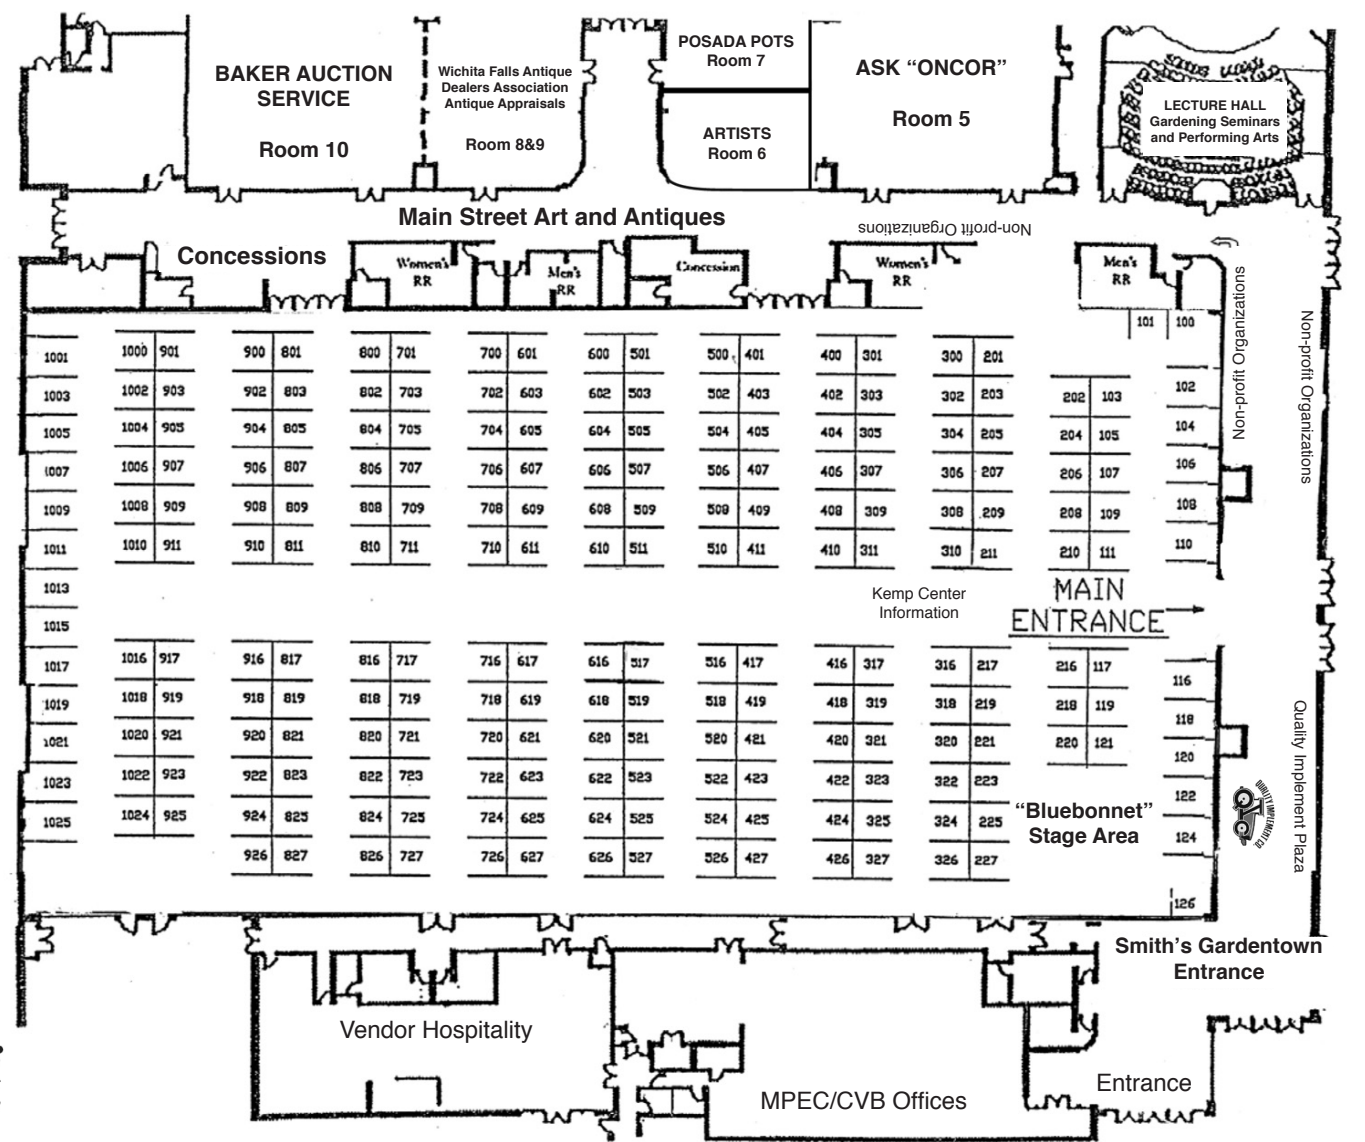 BAKER AUCTION
SERVICE
Room 10
Wichita Falls Antique
Dealers Association
Antique Appraisals
Room 8&9
POSADA POTS
Room 7
ARTISTS
Room 6
ASK “ONCOR”
Room 5
LECTURE HALL
Gardening Seminars
and Performing Arts
Main Street Art and Antiques
Non-profit Organizations
Concessions
Women's
RR
Men's
RR
Concession
Women's
RR
Men's
RR
Non-profit Organizations
Non-profit Organizations
101 100
1001 1000 901 900 801 800 701 700 601 600 501 500 401 400 301 300 201
1003 1002 903 902 803 802 703 702 603 602 503 502 403 402 303 302 203 202 103 102
1005 1004 905 904 805 804 705 704 605 604 505 504 405 404 305 304 205 204 105 104
1007 1006 907 906 807 806 707 706 607 606 507 506 407 406 307 306 207 206 107 106
1009 1008 909 908 809 808 709 708 609 608 509 508 409 408 309 308 209 208 109 108
1011 1010 911 910 811 810 711 710 611 610 511 510 411 410 311 310 211 210 111 110
1013
1015
Kemp Center
Information
MAIN
ENTRANCE
1017 1016 917 916 817 816 717 716 617 616 517 516 417 416 317 316 217 216 117 116
1019 1018 919 918 819 818 719 718 619 618 519 518 419 418 319 318 219 218 119 118
1021 1020 921 920 821 820 721 720 621 620 521 520 421 420 321 320 221 220 121 120
1023 1022 923 922 823 822 723 722 623 622 523 522 423 422 323 322 223 122
1025 1024 925 924 825 824 725 724 625 624 525 524 425 424 325 324 225 124
926 827 826 727 726 627 626 527 526 427 426 327 326 227
126
“Bluebonnet”
Stage Area
QUALITY IMPLEMENT CO.
Quality Implement Plaza
Smith's Gardentown
Entrance
Vendor Hospitality
MPEC/CVB Offices
Entrance